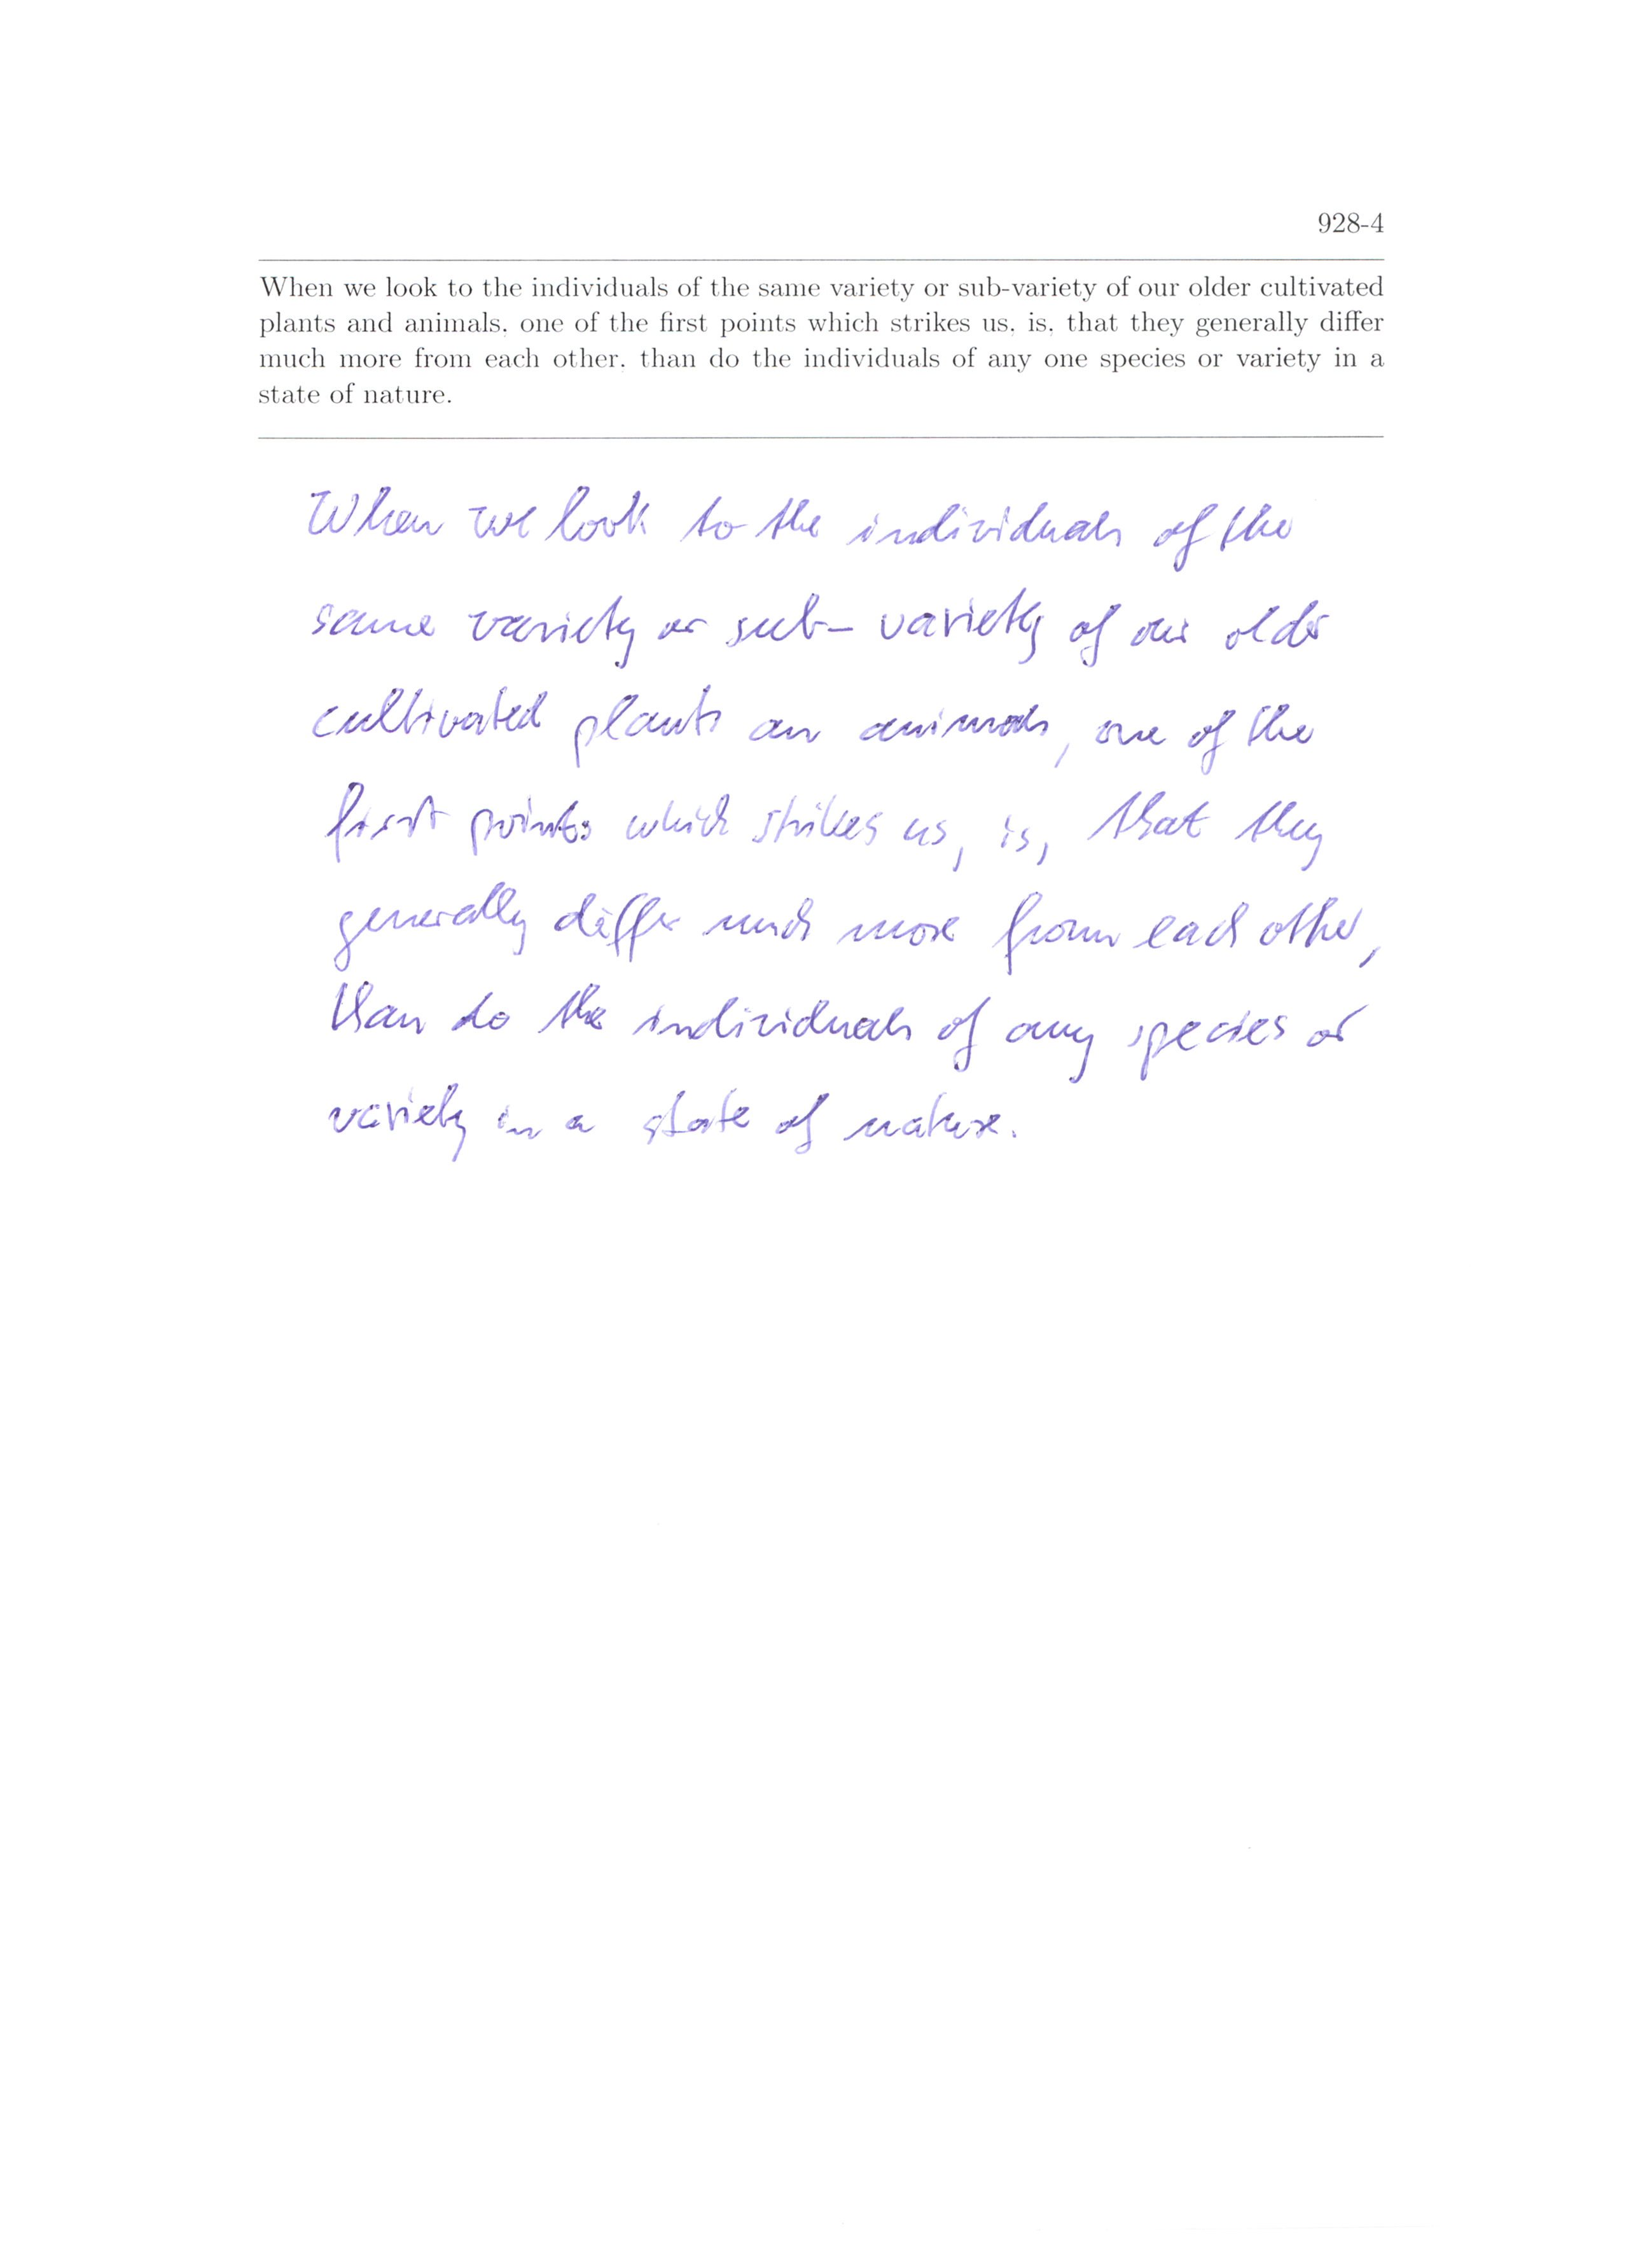 928-4
When we look to the individuals of the same variety or sub-variety of our older cultivated
plants and animals, one of the first points which strikes us, is, that they generally differ
much more from each other, than do the individuals of any one species or variety in a
state of nature.
When we look to the individuals of the
same variety or sub-variety of our older
cultivated plants an animals, one of the
first points which strikes us, is, that they
generally differ much more from each other,
than do the individuals of any species or
variety in a state of nature.